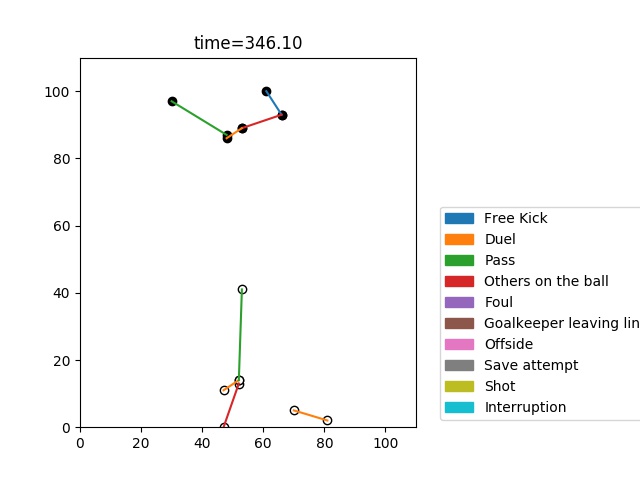 time=346.10
100
80
60
40
20
0
0 20 40 60 80 100
Free Kick
Duel
Pass
Others on the ball
Foul
Goalkeeper leaving lin
Offside
Save attempt
Shot
Interruption